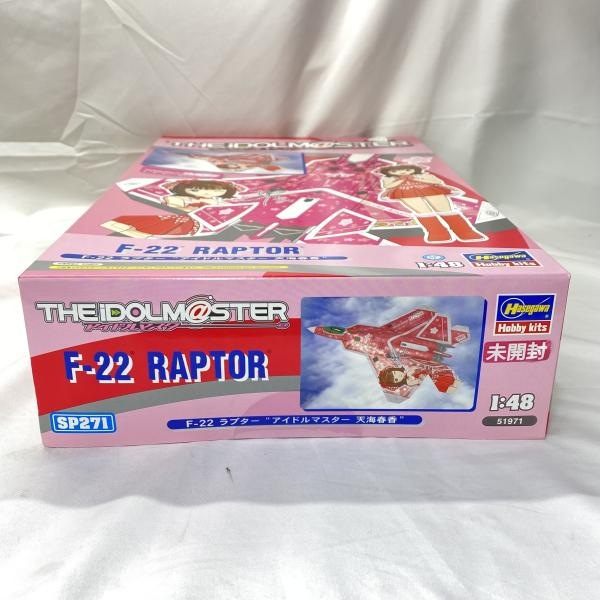 THE iDOLM@STER
F-22 RAPTOR
F-22 ラプター "アイドルマスター 天海春香"
1:48
Hasegawa
Hobby kits
THE iDOLM@STER
アイドルマスター
F-22 RAPTOR
SP271
F-22 ラプター "アイドルマスター 天海春香"
Hasegawa
Hobby kits
未開封
1:48
51971